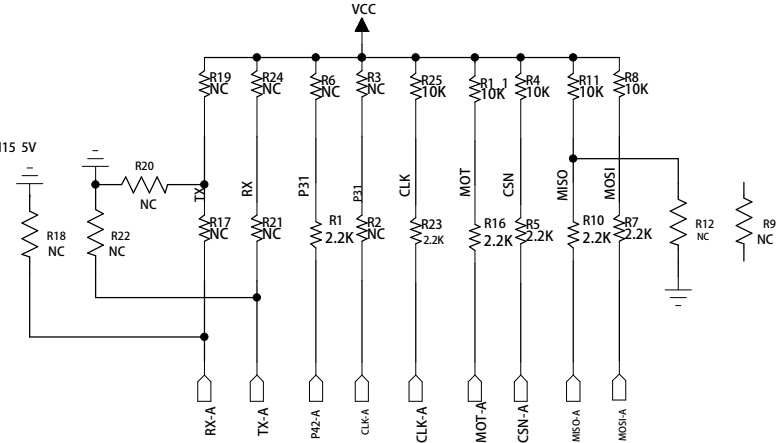 VCC
R19
NC
R24
NC
R6
NC
R3
NC
R25
10K
R1_1
10K
R4
10K
R11
10K
R8
10K
I15 5V
R20
NC
TX
RX
P31
P31
CLK
MOT
CSN
MISO
MOSI
R18
NC
R22
NC
R17
NC
R21
NC
R1
2.2K
R2
NC
R23
2.2K
R16
2.2K
R5
2.2K
R10
2.2K
R7
2.2K
R12
NC
R9
NC
RX-A
TX-A
P42-A
CLK-A
CLK-A
MOT-A
CSN-A
MISO-A
MOSI-A